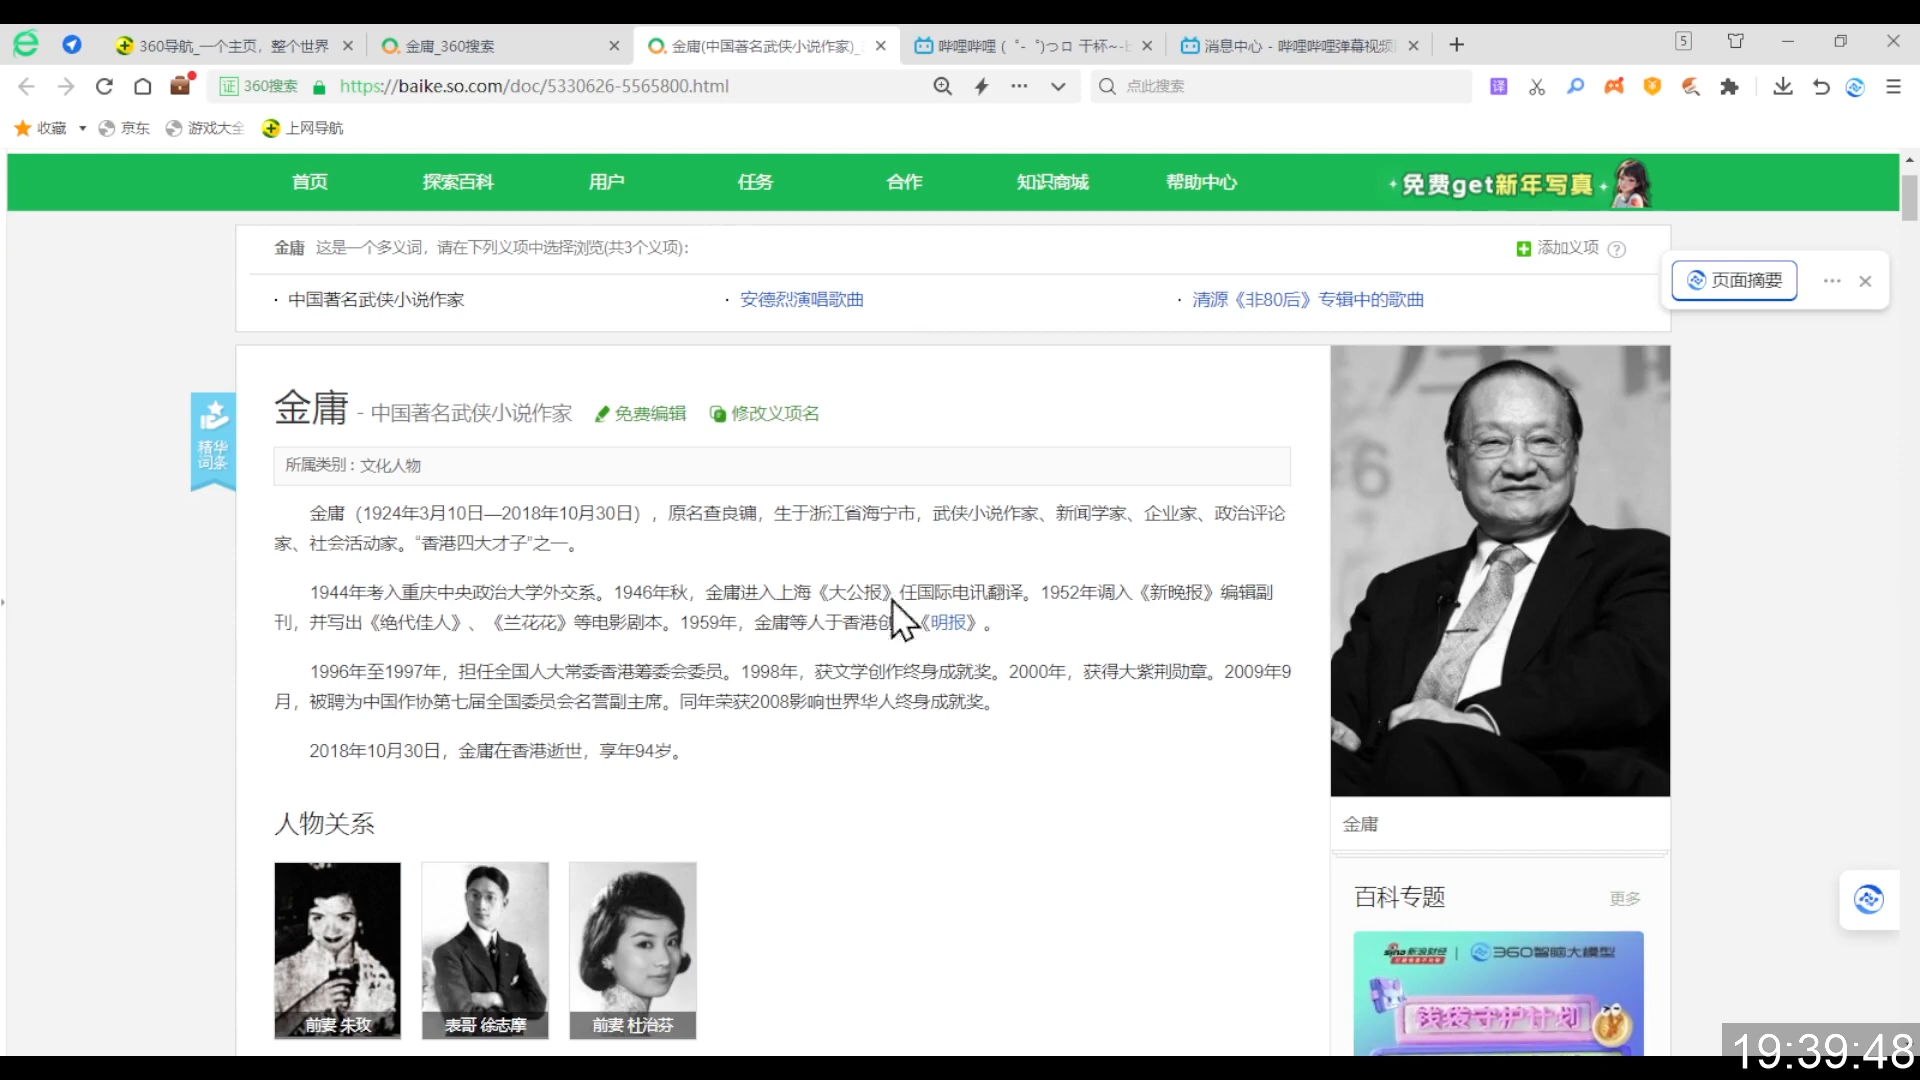 360导航_一个主页，整个世界
金庸_360搜索
金庸(中国著名武侠小说作家)_
哔哩哔哩 (゜-゜)つロ 干杯~-b
消息中心 - 哔哩哔哩弹幕视频
5
证 360搜索 https://baike.so.com/doc/5330626-5565800.html
点此搜索
译
收藏 京东 游戏大全 上网导航
首页 探索百科 用户 任务 合作 知识商城 帮助中心
免费get新年写真
金庸 这是一个多义词，请在下列义项中选择浏览(共3个义项):
添加义项 ?
· 中国著名武侠小说作家
· 安德烈演唱歌曲
· 清源《非80后》专辑中的歌曲
页面摘要
精华
词条
金庸 - 中国著名武侠小说作家 免费编辑 修改义项名
所属类别 : 文化人物
金庸（1924年3月10日—2018年10月30日），原名查良镛，生于浙江省海宁市，武侠小说作家、新闻学家、企业家、政治评论
家、社会活动家。“香港四大才子”之一。
1944年考入重庆中央政治大学外交系。1946年秋，金庸进入上海《大公报》任国际电讯翻译。1952年调入《新晚报》编辑副
刊，并写出《绝代佳人》、《兰花花》等电影剧本。1959年，金庸等人于香港创《明报》。
1996年至1997年，担任全国人大常委香港筹委会委员。1998年，获文学创作终身成就奖。2000年，获得大紫荆勋章。2009年9
月，被聘为中国作协第七届全国委员会名誉副主席。同年荣获2008影响世界华人终身成就奖。
2018年10月30日，金庸在香港逝世，享年94岁。
人物关系
前妻 朱玫
表哥 徐志摩
前妻 杜治芬
6
金庸
百科专题 更多
sina 新浪财经 | 360智脑大模型
钱袋守护计划
19:39:48